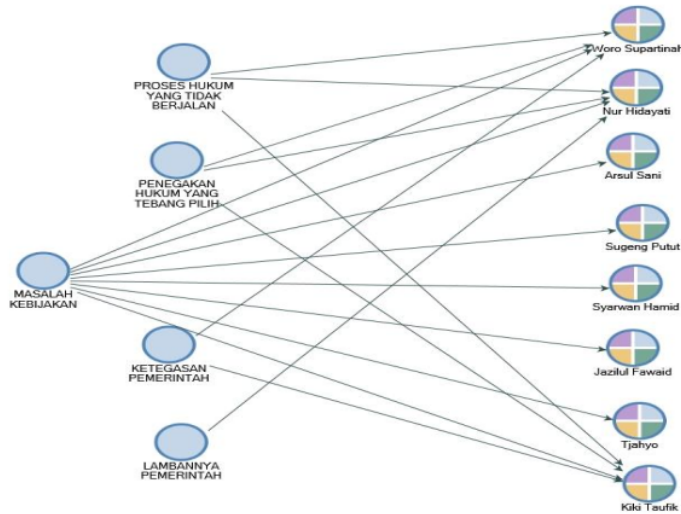 Woro Supartinah
PROSES HUKUM
YANG TIDAK
BERJALAN
Nur Hidayati
Arsul Sani
PENEGAKAN
HUKUM YANG
TEBANG PILIH
Sugeng Putut
MASALAH
KEBIJAKAN
Syarwan Hamid
KETEGASAN
PEMERINTAH
Jazilul Fawaid
Tjahyo
LAMBANNYA
PEMERINTAH
Kiki Taufik